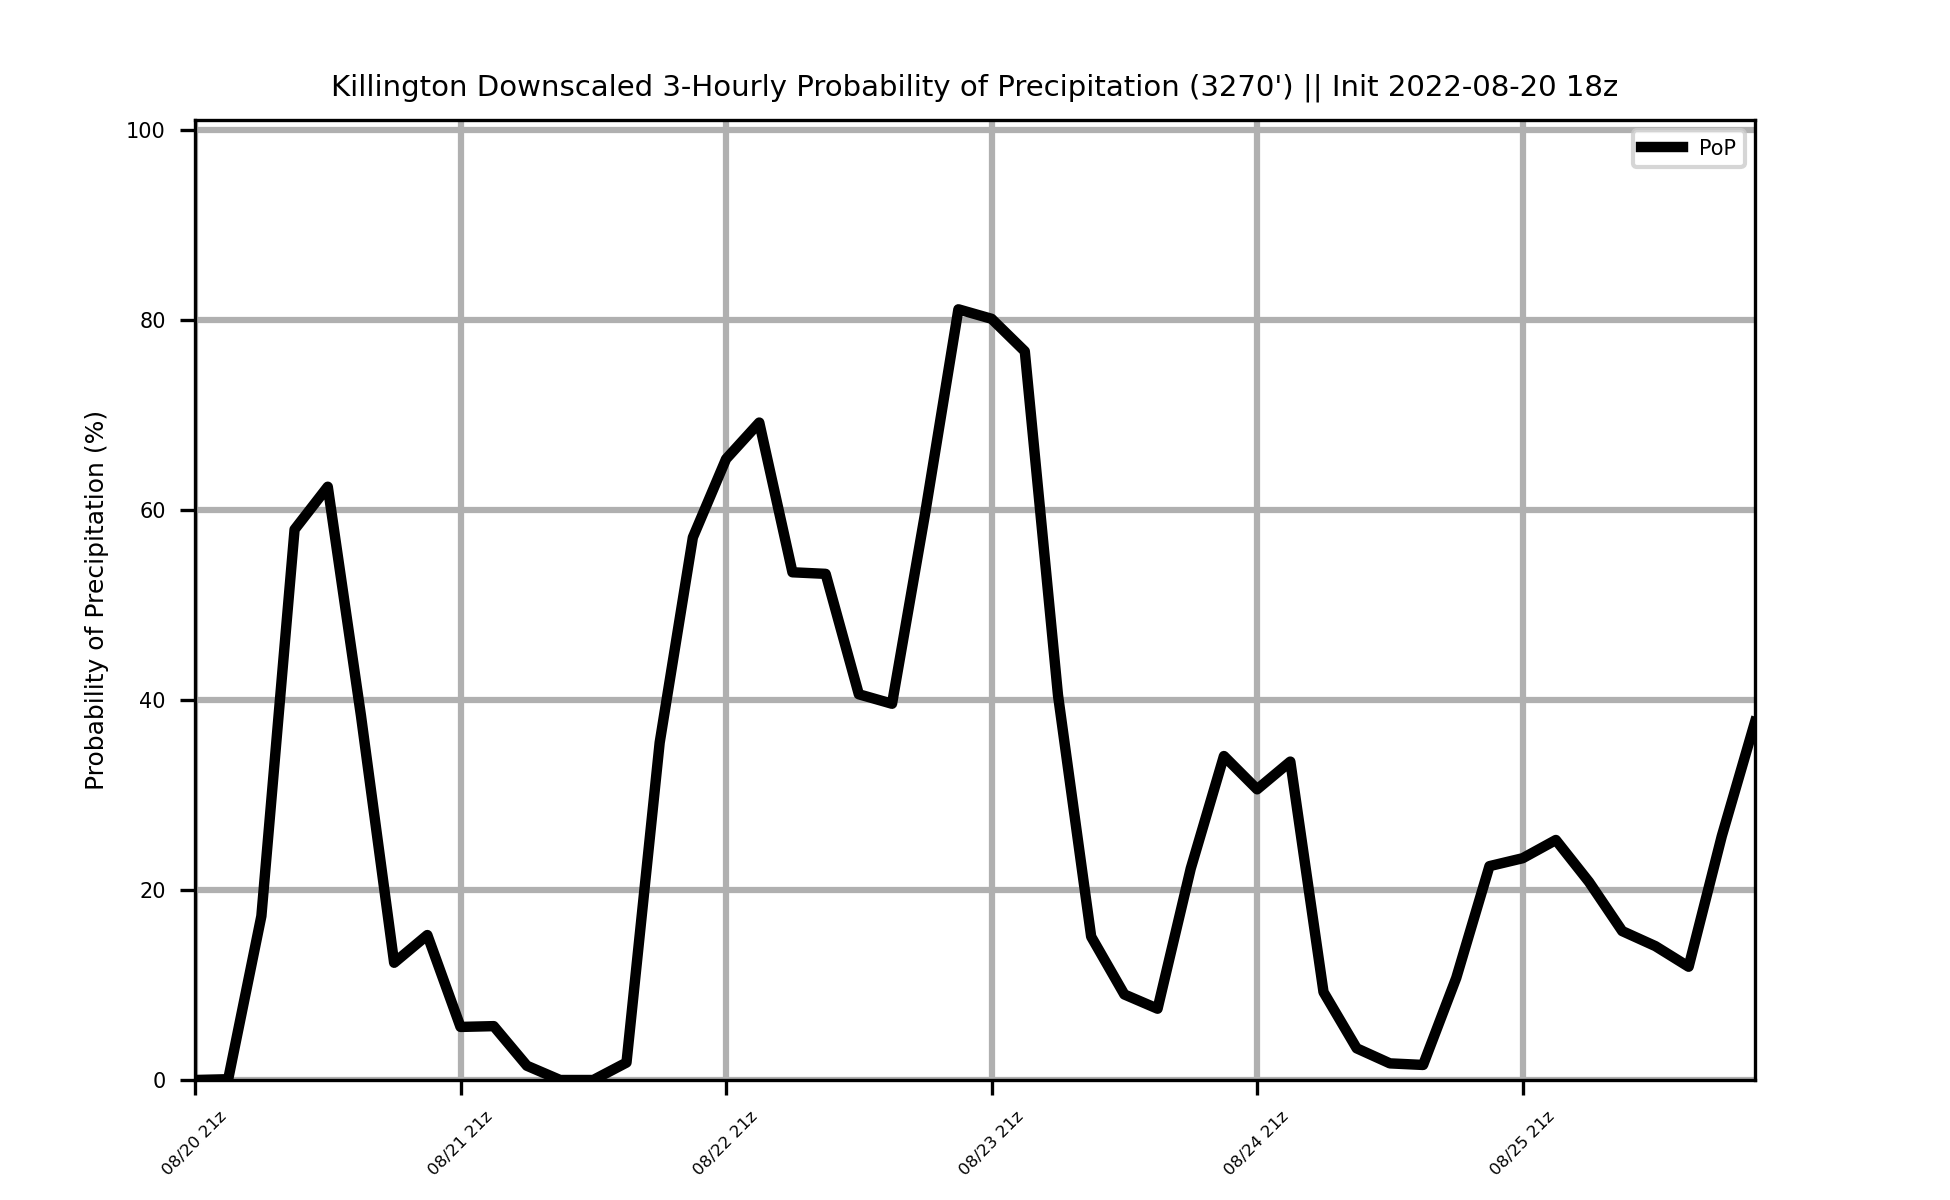 Killington Downscaled 3-Hourly Probability of Precipitation (3270') || Init 2022-08-20 18z
PoP
Probability of Precipitation (%)
100
80
60
40
20
0
08/20 21z
08/21 21z
08/22 21z
08/23 21z
08/24 21z
08/25 21z